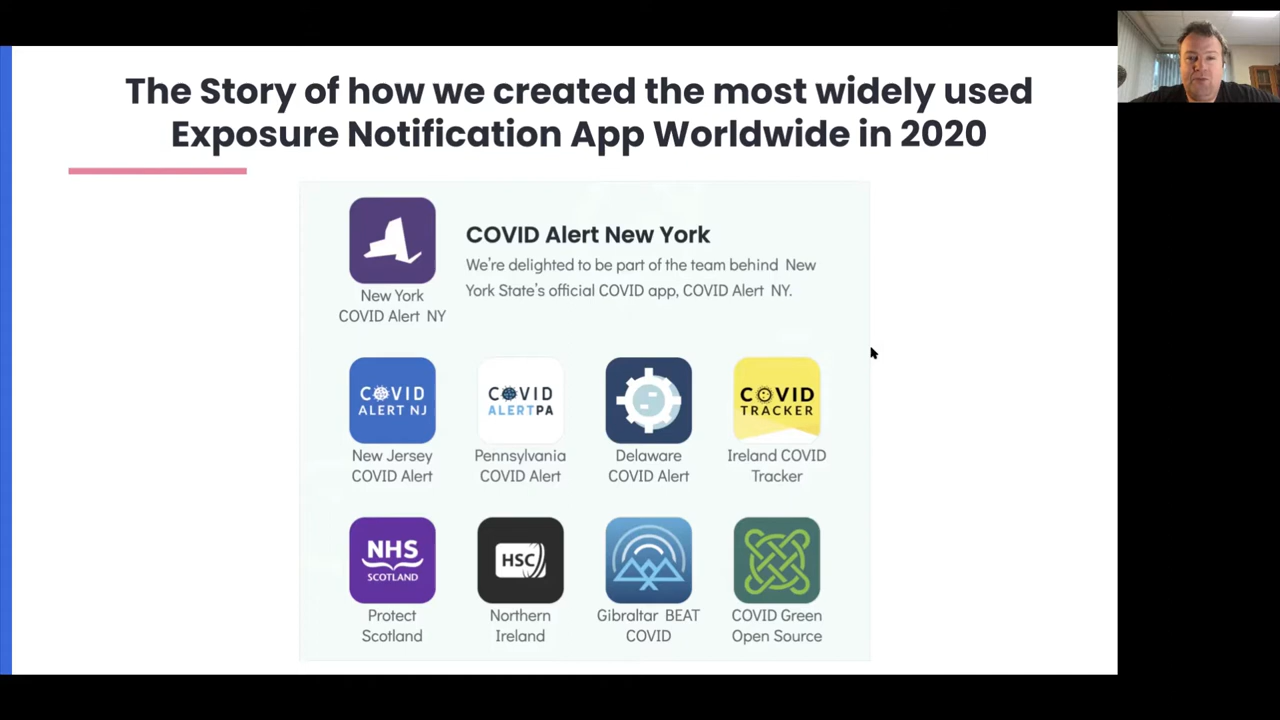 The Story of how we created the most widely used
Exposure Notification App Worldwide in 2020
COVID Alert New York
We're delighted to be part of the team behind New
York State's official COVID app, COVID Alert NY.
New York
COVID Alert NY
COVID
ALERT NJ
New Jersey
COVID Alert
COVID
ALERTPA
Pennsylvania
COVID Alert
Delaware
COVID Alert
COVID
TRACKER
Ireland COVID
Tracker
NHS
SCOTLAND
Protect
Scotland
HSC
Northern
Ireland
Gibraltar BEAT
COVID
COVID Green
Open Source